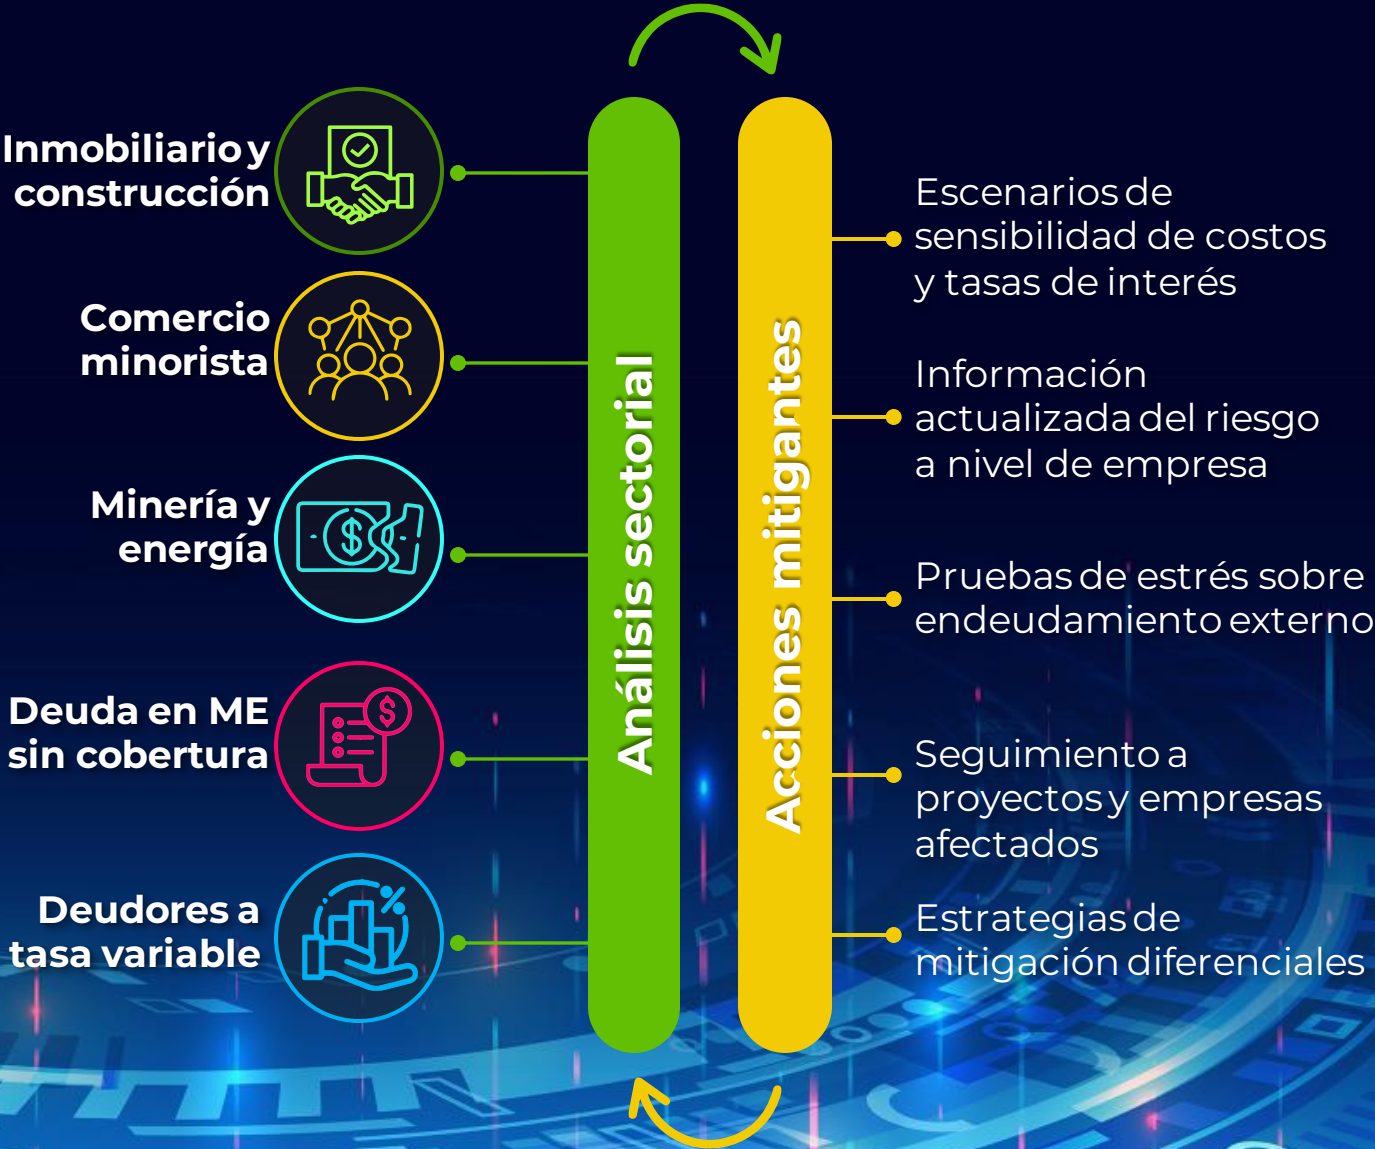 Inmobiliario y
construcción
Comercio
minorista
Minería y
energía
Deuda en ME
sin cobertura
Deudores a
tasa variable
Análisis sectorial
Acciones mitigantes
Escenarios de
sensibilidad de costos
y tasas de interés
Información
actualizada del riesgo
a nivel de empresa
Pruebas de estrés sobre
endeudamiento externo
Seguimiento a
proyectos y empresas
afectados
Estrategias de
mitigación diferenciales